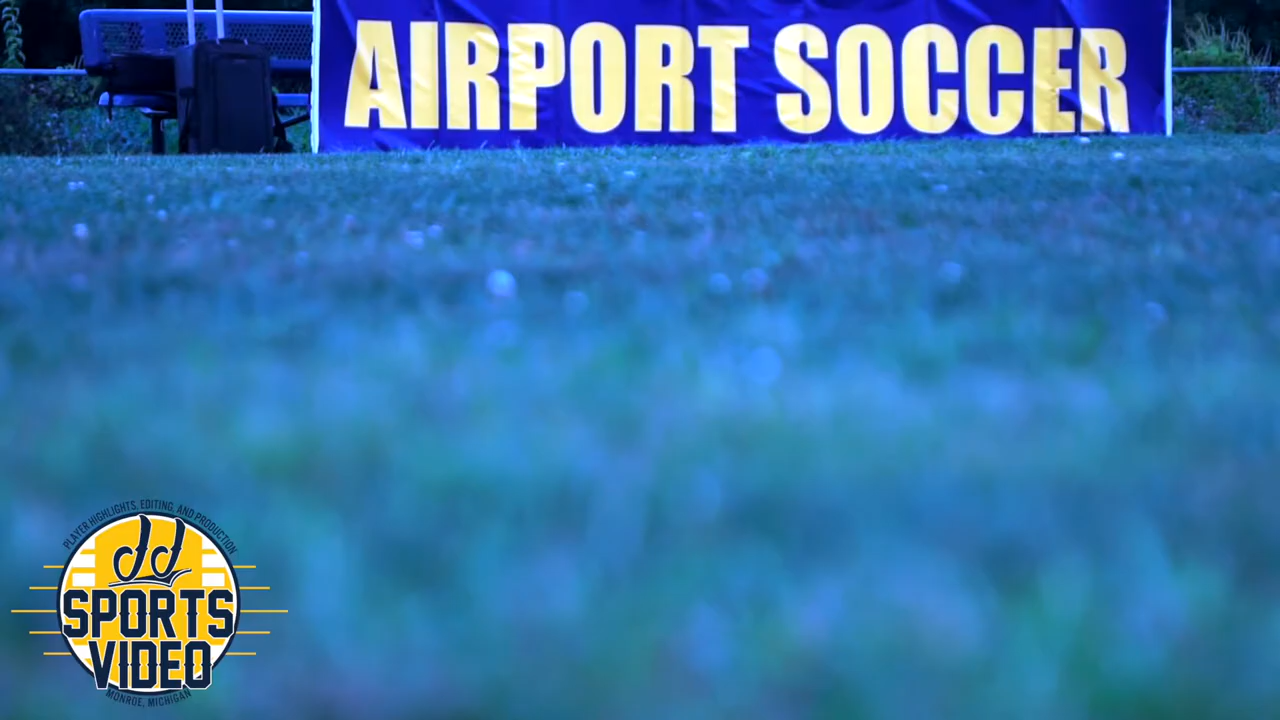 AIRPORT SOCCER
PLAYER HIGHLIGHTS, EDITING, AND PRODUCTION
dd
SPORTS
VIDEO
MONROE, MICHIGAN